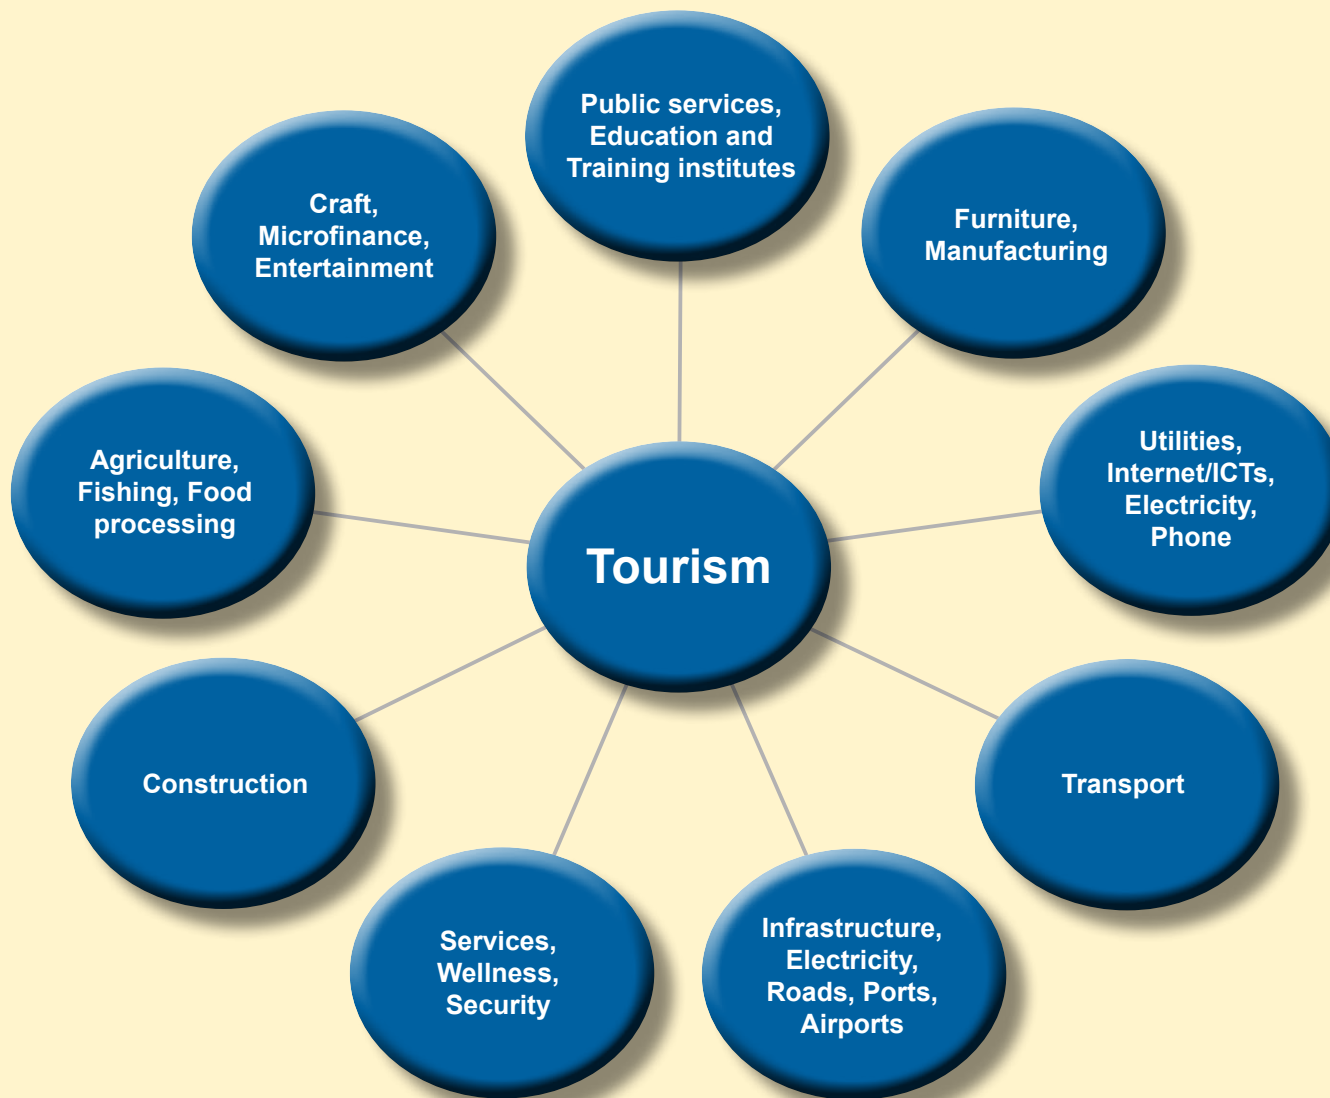 Public services,
Education and
Training institutes
Craft,
Microfinance,
Entertainment
Furniture,
Manufacturing
Agriculture,
Fishing, Food
processing
Utilities,
Internet/ICTs,
Electricity,
Phone
Tourism
Construction
Transport
Services,
Wellness,
Security
Infrastructure,
Electricity,
Roads, Ports,
Airports